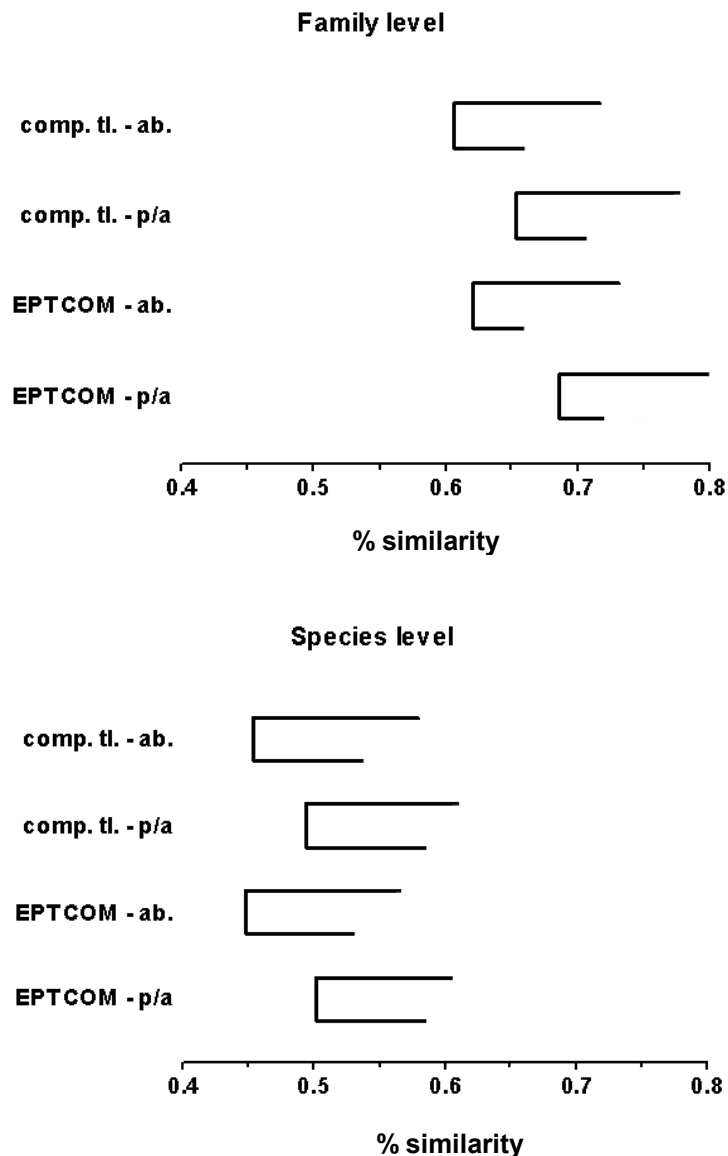 Family level
comp. tl. - ab.
comp. tl. - p/a
EPTCOM - ab.
EPTCOM - p/a
0.4 0.5 0.6 0.7 0.8
% similarity
Species level
comp. tl. - ab.
comp. tl. - p/a
EPTCOM - ab.
EPTCOM - p/a
0.4 0.5 0.6 0.7 0.8
% similarity